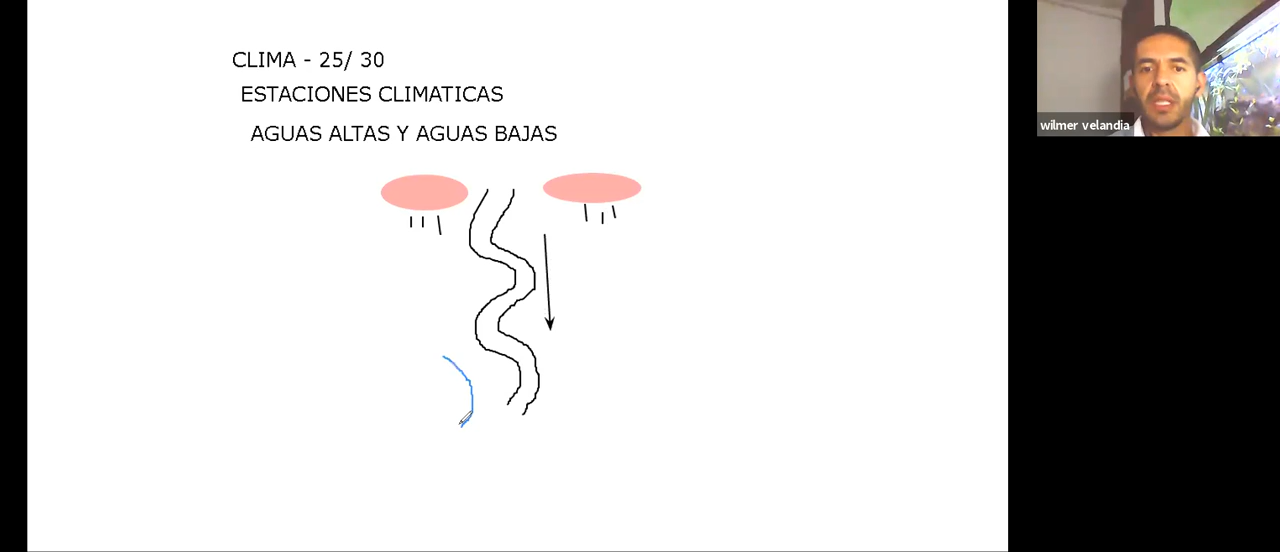 CLIMA - 25/ 30
ESTACIONES CLIMATICAS
AGUAS ALTAS Y AGUAS BAJAS
wilmer velandia